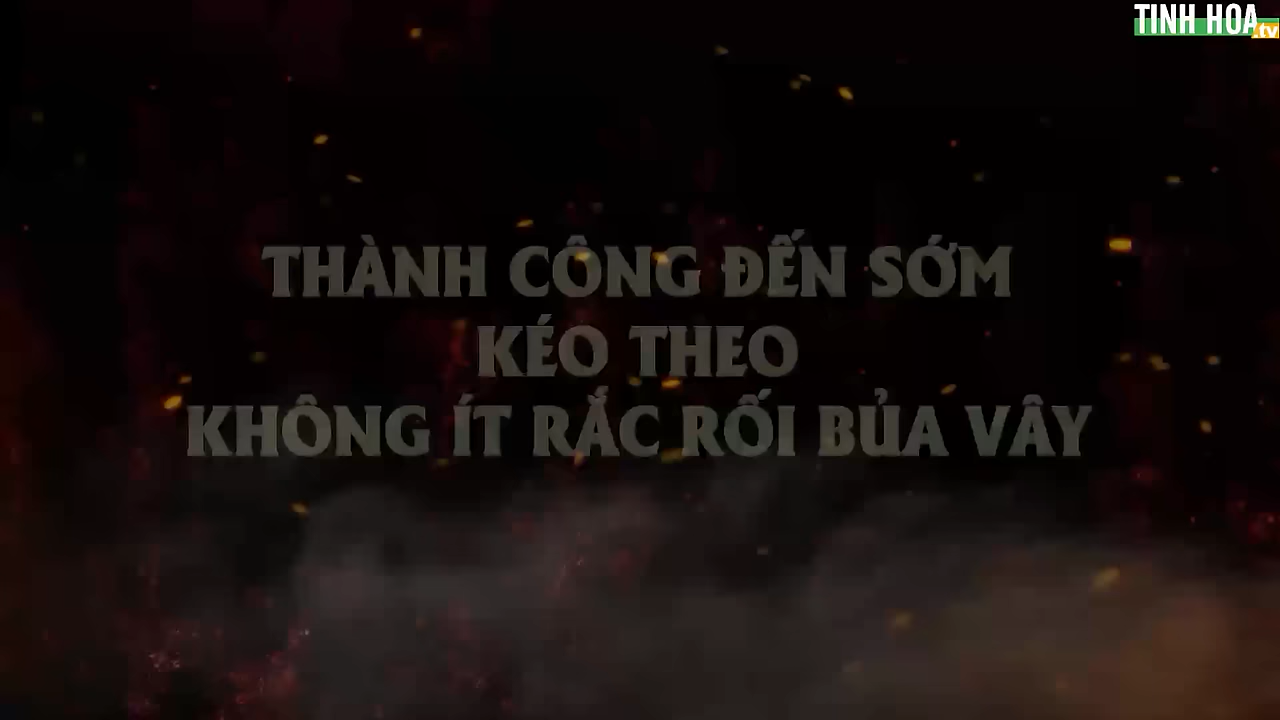 TINH HOA
.tv
THÀNH CÔNG ĐẾN SỚM
KÉO THEO
KHÔNG ÍT RẮC RỐI BỦA VÂY